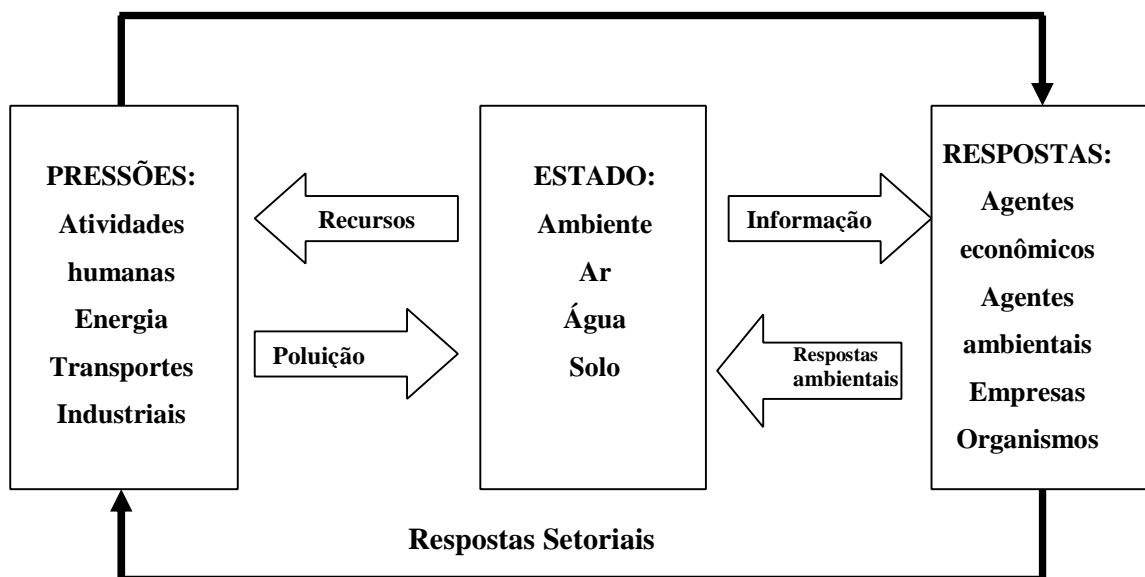 PRESSÕES:
Atividades
humanas
Energia
Transportes
Industriais
Recursos
Poluição
ESTADO:
Ambiente
Ar
Água
Solo
Informação
Respostas
ambientais
RESPOSTAS:
Agentes
econômicos
Agentes
ambientais
Empresas
Organismos
Respostas Setoriais